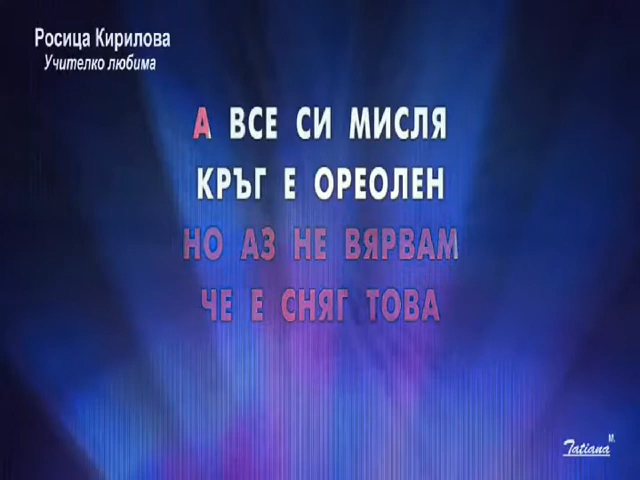 Росица Кирилова
Учителко любима
А ВСЕ СИ МИСЛЯ
КРЪГ Е ОРЕОЛЕН
НО АЗ НЕ ВЯРВАМ
ЧЕ Е СНЯГ ТОВА
Tatiana M.